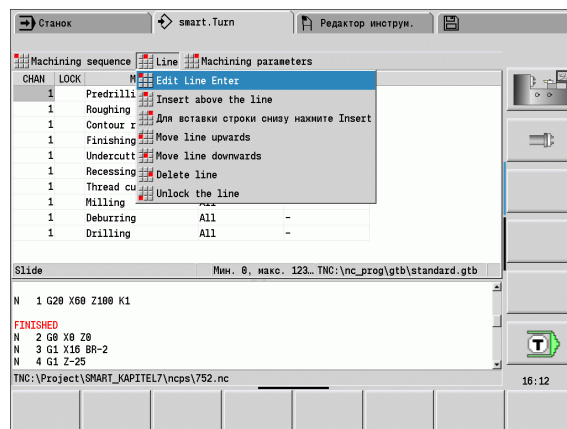 Станок
smart.Turn
Редактор инструм.
Machining sequence Line Machining parameters
CHAN LOCK M
1 Predrilli
1 Roughing
1 Contour r
1 Finishing
1 Undercutt
1 Recessing
1 Thread cu
1 Milling
1 Deburring All -
1 Drilling All -
Edit Line Enter
Insert above the line
Для вставки строки снизу нажмите Insert
Move line upwards
Move line downwards
Delete line
Unlock the line
Slide Мин. 0, макс. 123… TNC:\nc_prog\gtb\standard.gtb
N 1 G20 X60 Z100 K1
FINISHED
N 2 G0 X0 Z0
N 3 G1 X16 BR-2
N 4 G1 Z-25
TNC:\Project\SMART_KAPITEL7\ncps\752.nc
T
16:12